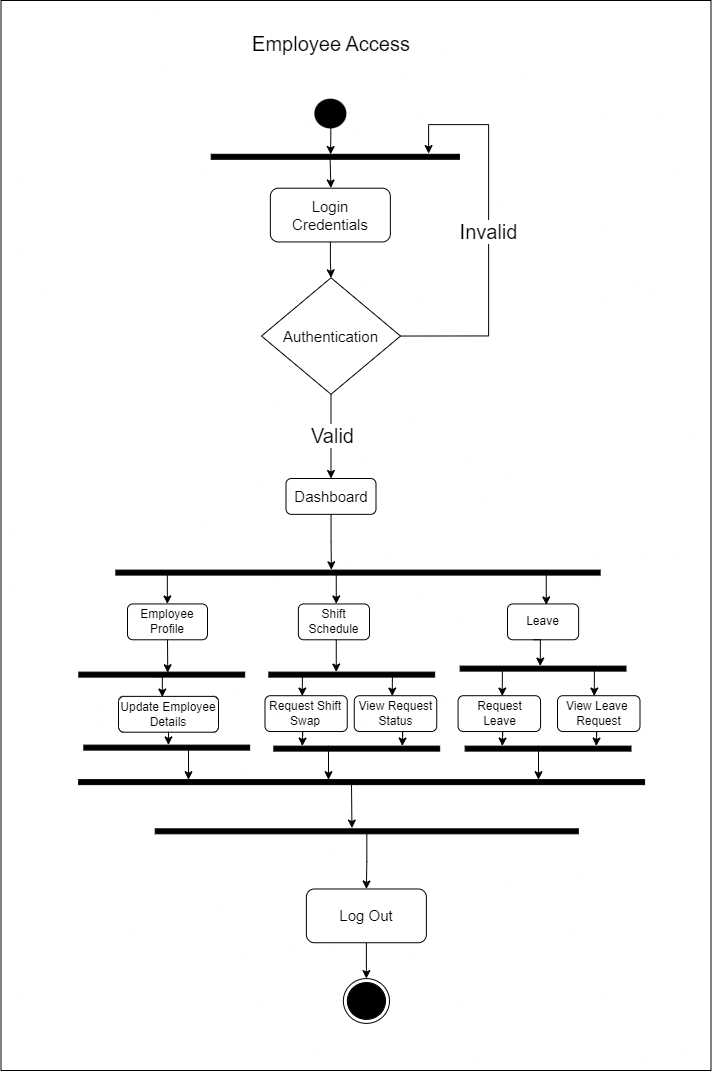 Employee Access
Login
Credentials
Invalid
Authentication
Valid
Dashboard
Employee
Profile
Shift
Schedule
Leave
Update Employee
Details
Request Shift
Swap
View Request
Status
Request
Leave
View Leave
Request
Log Out